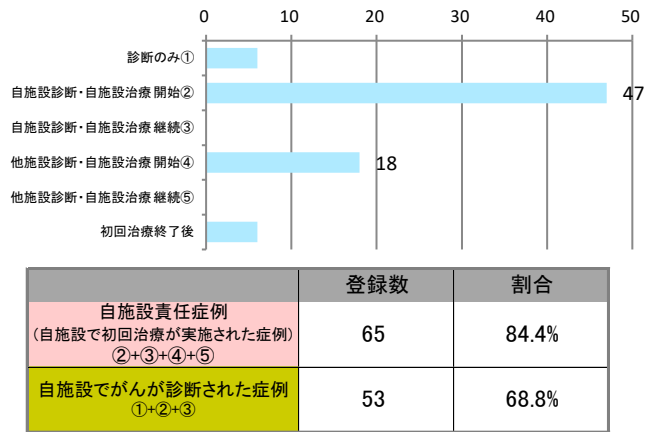 0 10 20 30 40 50
診断のみ①
自施設診断・自施設治療開始② 47
自施設診断・自施設治療継続③
他施設診断・自施設治療開始④ 18
他施設診断・自施設治療継続⑤
初回治療終了後
登録数 割合
自施設責任症例
(自施設で初回治療が実施された症例) 65 84.4%
②+③+④+⑤
自施設でがんが診断された症例 53 68.8%
①+②+③